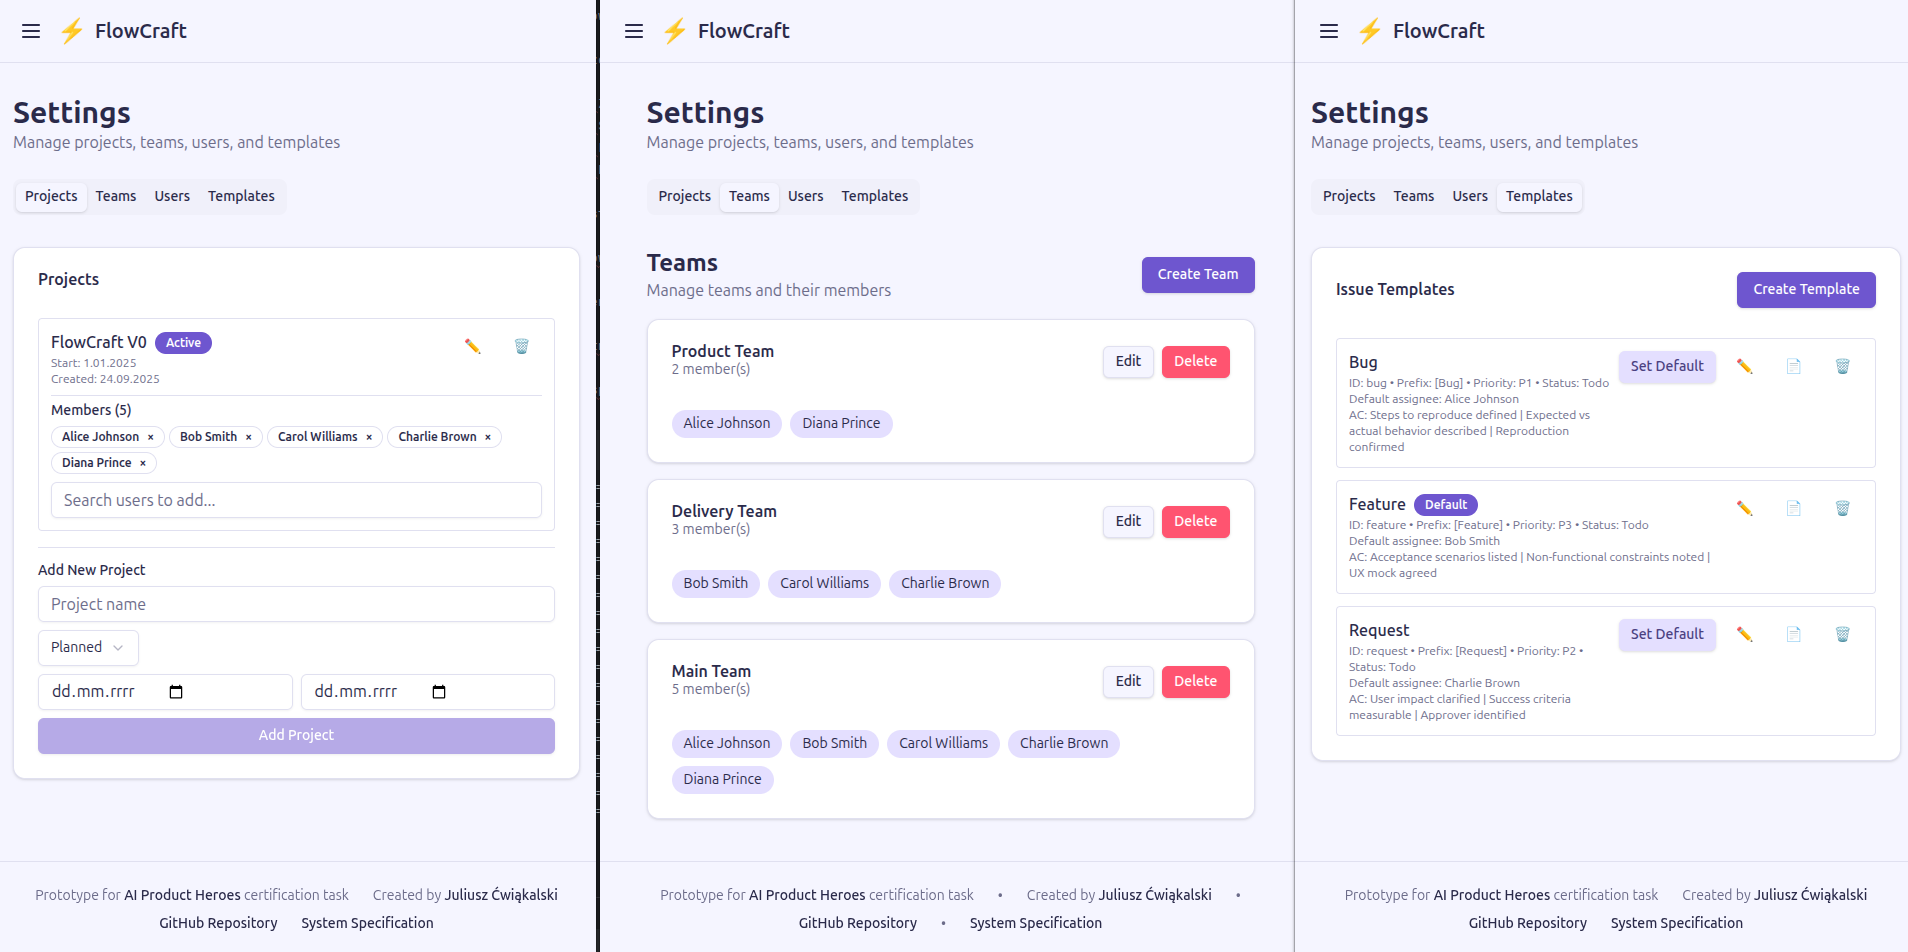 FlowCraft
Settings
Manage projects, teams, users, and templates
Projects Teams Users Templates
Projects
FlowCraft V0 Active
Start: 1.01.2025
Created: 24.09.2025
Members (5)
Alice Johnson × Bob Smith × Carol Williams × Charlie Brown ×
Diana Prince ×
Search users to add...
Add New Project
Project name
Planned
dd.mm.rrrr dd.mm.rrrr
Add Project
Prototype for AI Product Heroes certification task Created by Juliusz Ćwiąkalski
GitHub Repository System Specification
FlowCraft
Settings
Manage projects, teams, users, and templates
Projects Teams Users Templates
Teams
Manage teams and their members
Create Team
Product Team
2 member(s)
Edit Delete
Alice Johnson Diana Prince
Delivery Team
3 member(s)
Edit Delete
Bob Smith Carol Williams Charlie Brown
Main Team
5 member(s)
Edit Delete
Alice Johnson Bob Smith Carol Williams Charlie Brown
Diana Prince
Prototype for AI Product Heroes certification task • Created by Juliusz Ćwiąkalski •
GitHub Repository • System Specification
FlowCraft
Settings
Manage projects, teams, users, and templates
Projects Teams Users Templates
Issue Templates
Create Template
Bug
Set Default
ID: bug • Prefix: [Bug] • Priority: P1 • Status: Todo
Default assignee: Alice Johnson
AC: Steps to reproduce defined | Expected vs
actual behavior described | Reproduction
confirmed
Feature Default
ID: feature • Prefix: [Feature] • Priority: P3 • Status: Todo
Default assignee: Bob Smith
AC: Acceptance scenarios listed | Non-functional constraints noted |
UX mock agreed
Request
Set Default
ID: request • Prefix: [Request] • Priority: P2 •
Status: Todo
Default assignee: Charlie Brown
AC: User impact clarified | Success criteria
measurable | Approver identified
Prototype for AI Product Heroes certification task Created by Juliusz Ćwiąkalski
GitHub Repository System Specification